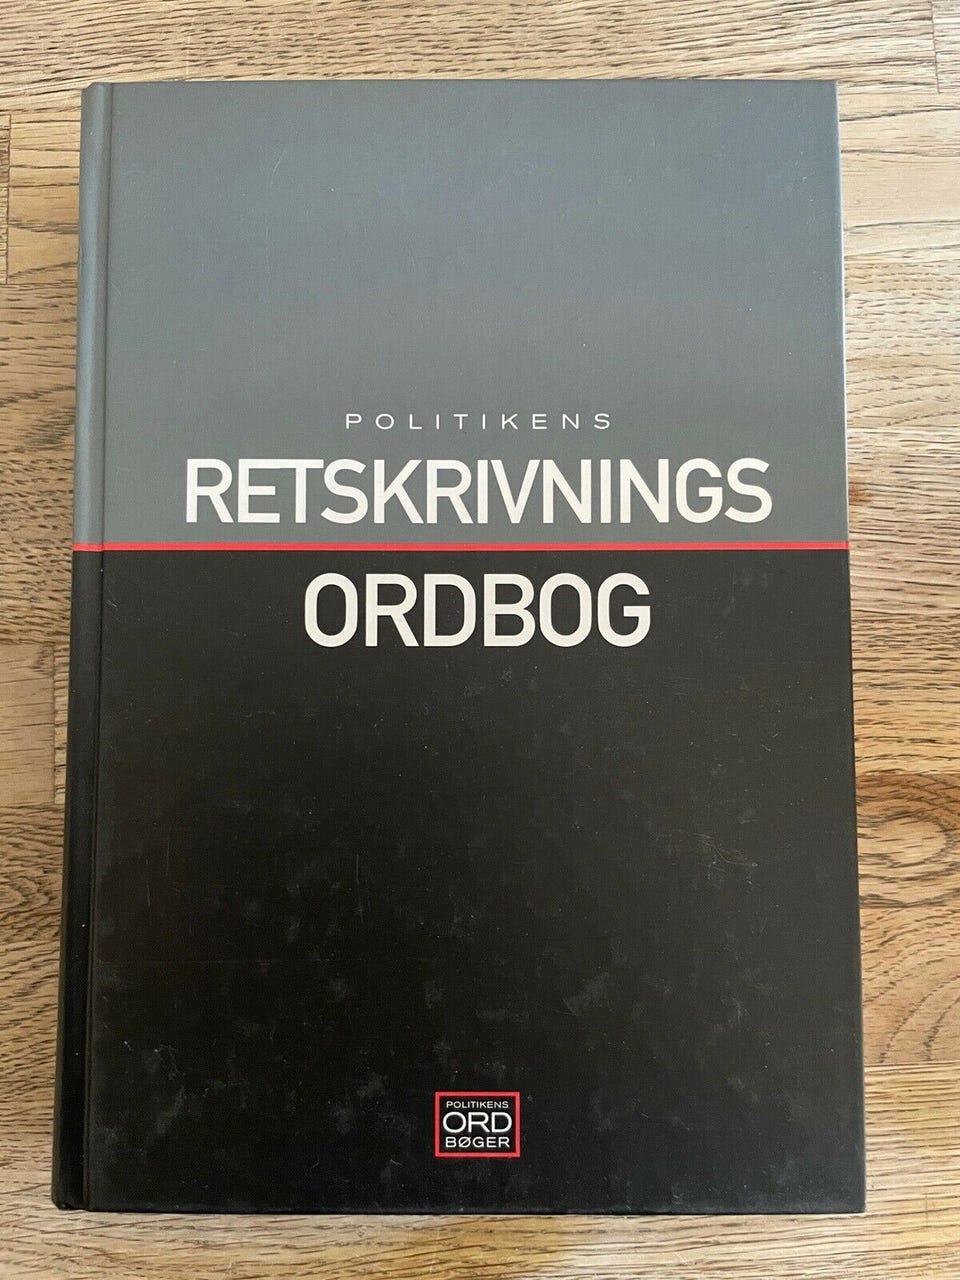 POLITIKENS
RETSKRIVNINGS
ORDBOG
POLITIKENS
ORD
BØGER